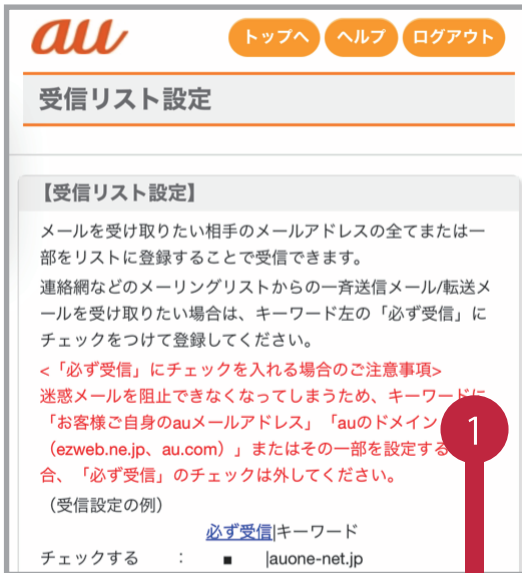 au
トップへ ヘルプ ログアウト
受信リスト設定
【受信リスト設定】
メールを受け取りたい相手のメールアドレスの全てまたは一
部をリストに登録することで受信できます。
連絡網などのメーリングリストからの一斉送信メール/転送メ
ールを受け取りたい場合は、キーワード左の「必ず受信」に
チェックをつけて登録してください。
<「必ず受信」にチェックを入れる場合のご注意事項>
迷惑メールを阻止できなくなってしまうため、キーワードに
「お客様ご自身のauメールアドレス」「auのドメイン
（ezweb.ne.jp、au.com）」またはその一部を設定する
合、「必ず受信」のチェックは外してください。
（受信設定の例）
必ず受信|キーワード
チェックする : ■ |auone-net.jp
1